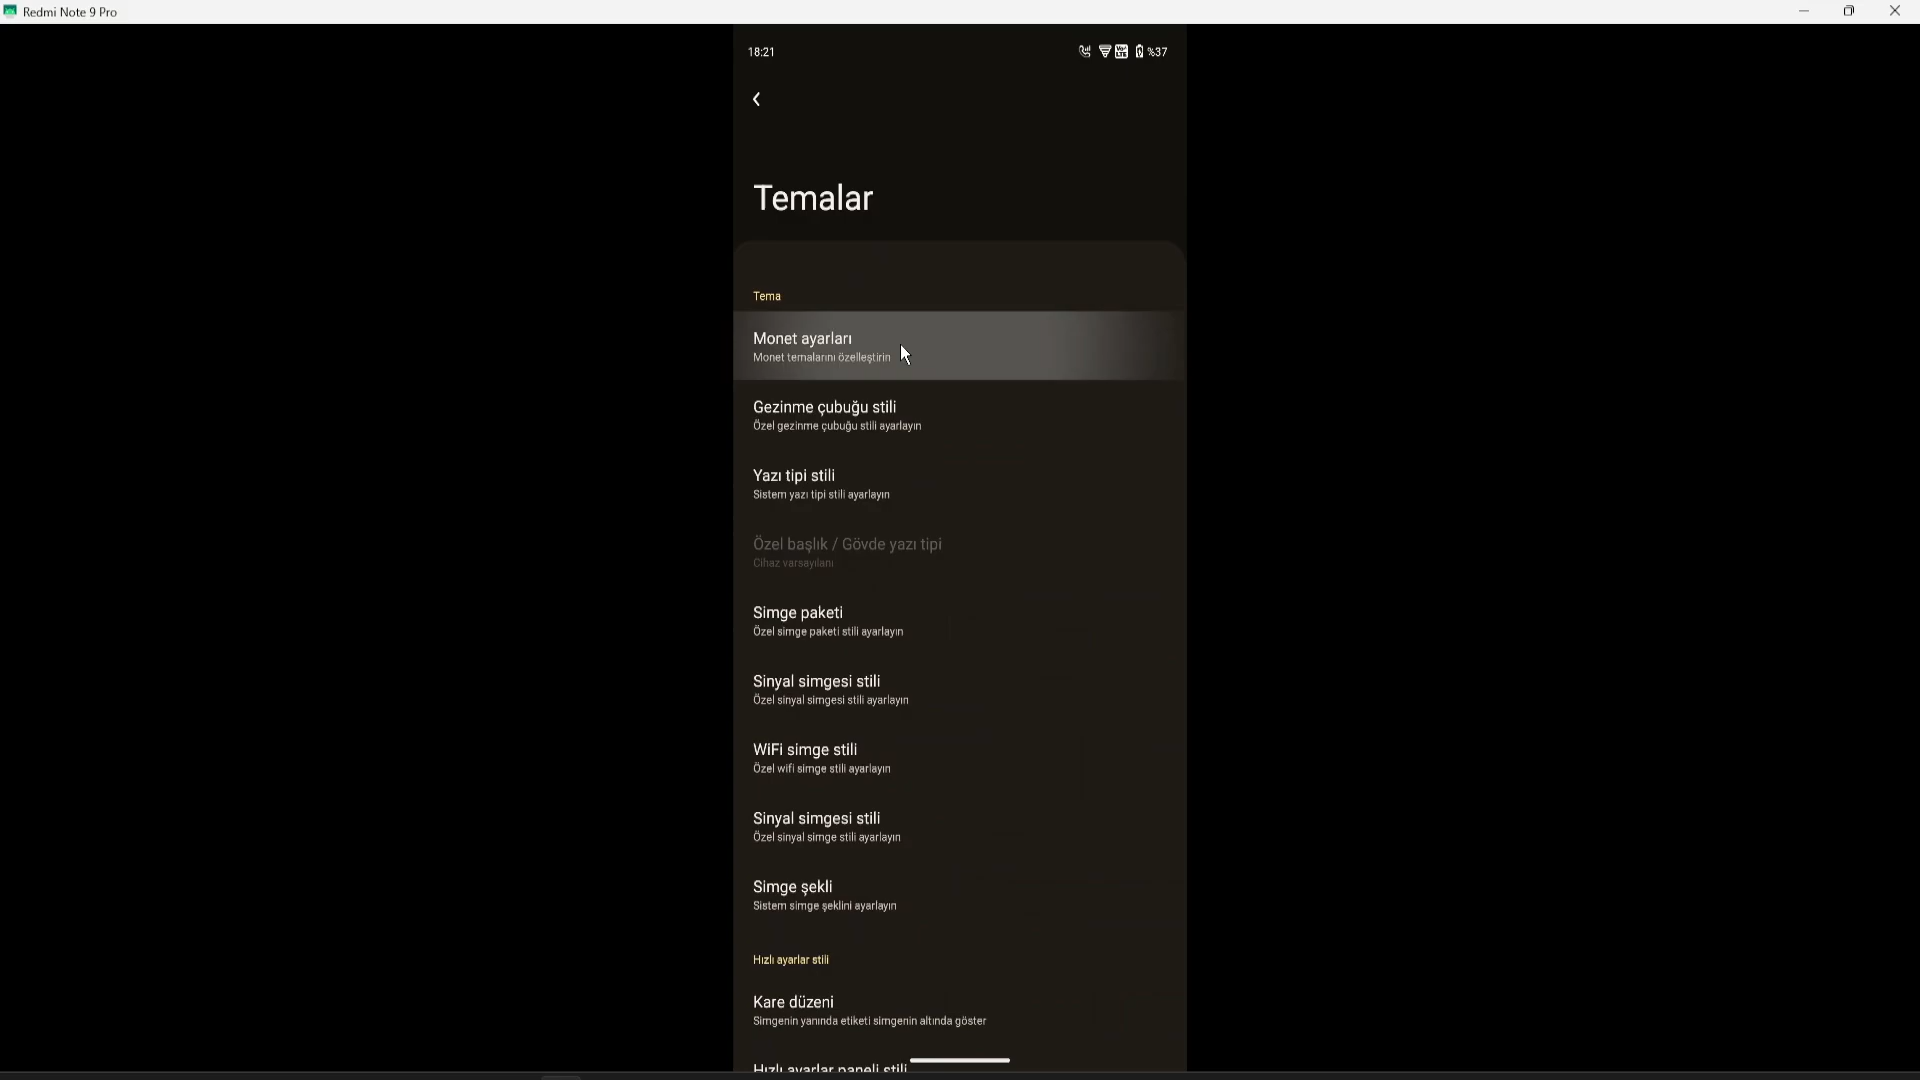 Redmi Note 9 Pro
18:21
%37
Temalar
Tema
Monet ayarları
Monet temalarını özelleştirin
Gezinme çubuğu stili
Özel gezinme çubuğu stili ayarlayın
Yazı tipi stili
Sistem yazı tipi stili ayarlayın
Özel başlık / Gövde yazı tipi
Cihaz varsayılanı
Simge paketi
Özel simge paketi stili ayarlayın
Sinyal simgesi stili
Özel sinyal simgesi stili ayarlayın
WiFi simge stili
Özel wifi simge stili ayarlayın
Sinyal simgesi stili
Özel sinyal simge stili ayarlayın
Simge şekli
Sistem simge şeklini ayarlayın
Hızlı ayarlar stili
Kare düzeni
Simgenin yanında etiketi simgenin altında göster
Hızlı ayarlar paneli stili